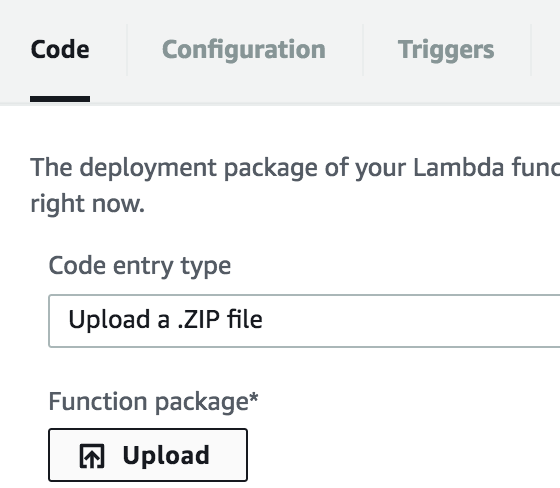 Code Configuration Triggers
The deployment package of your Lambda func
right now.
Code entry type
Upload a .ZIP file
Function package*
Upload